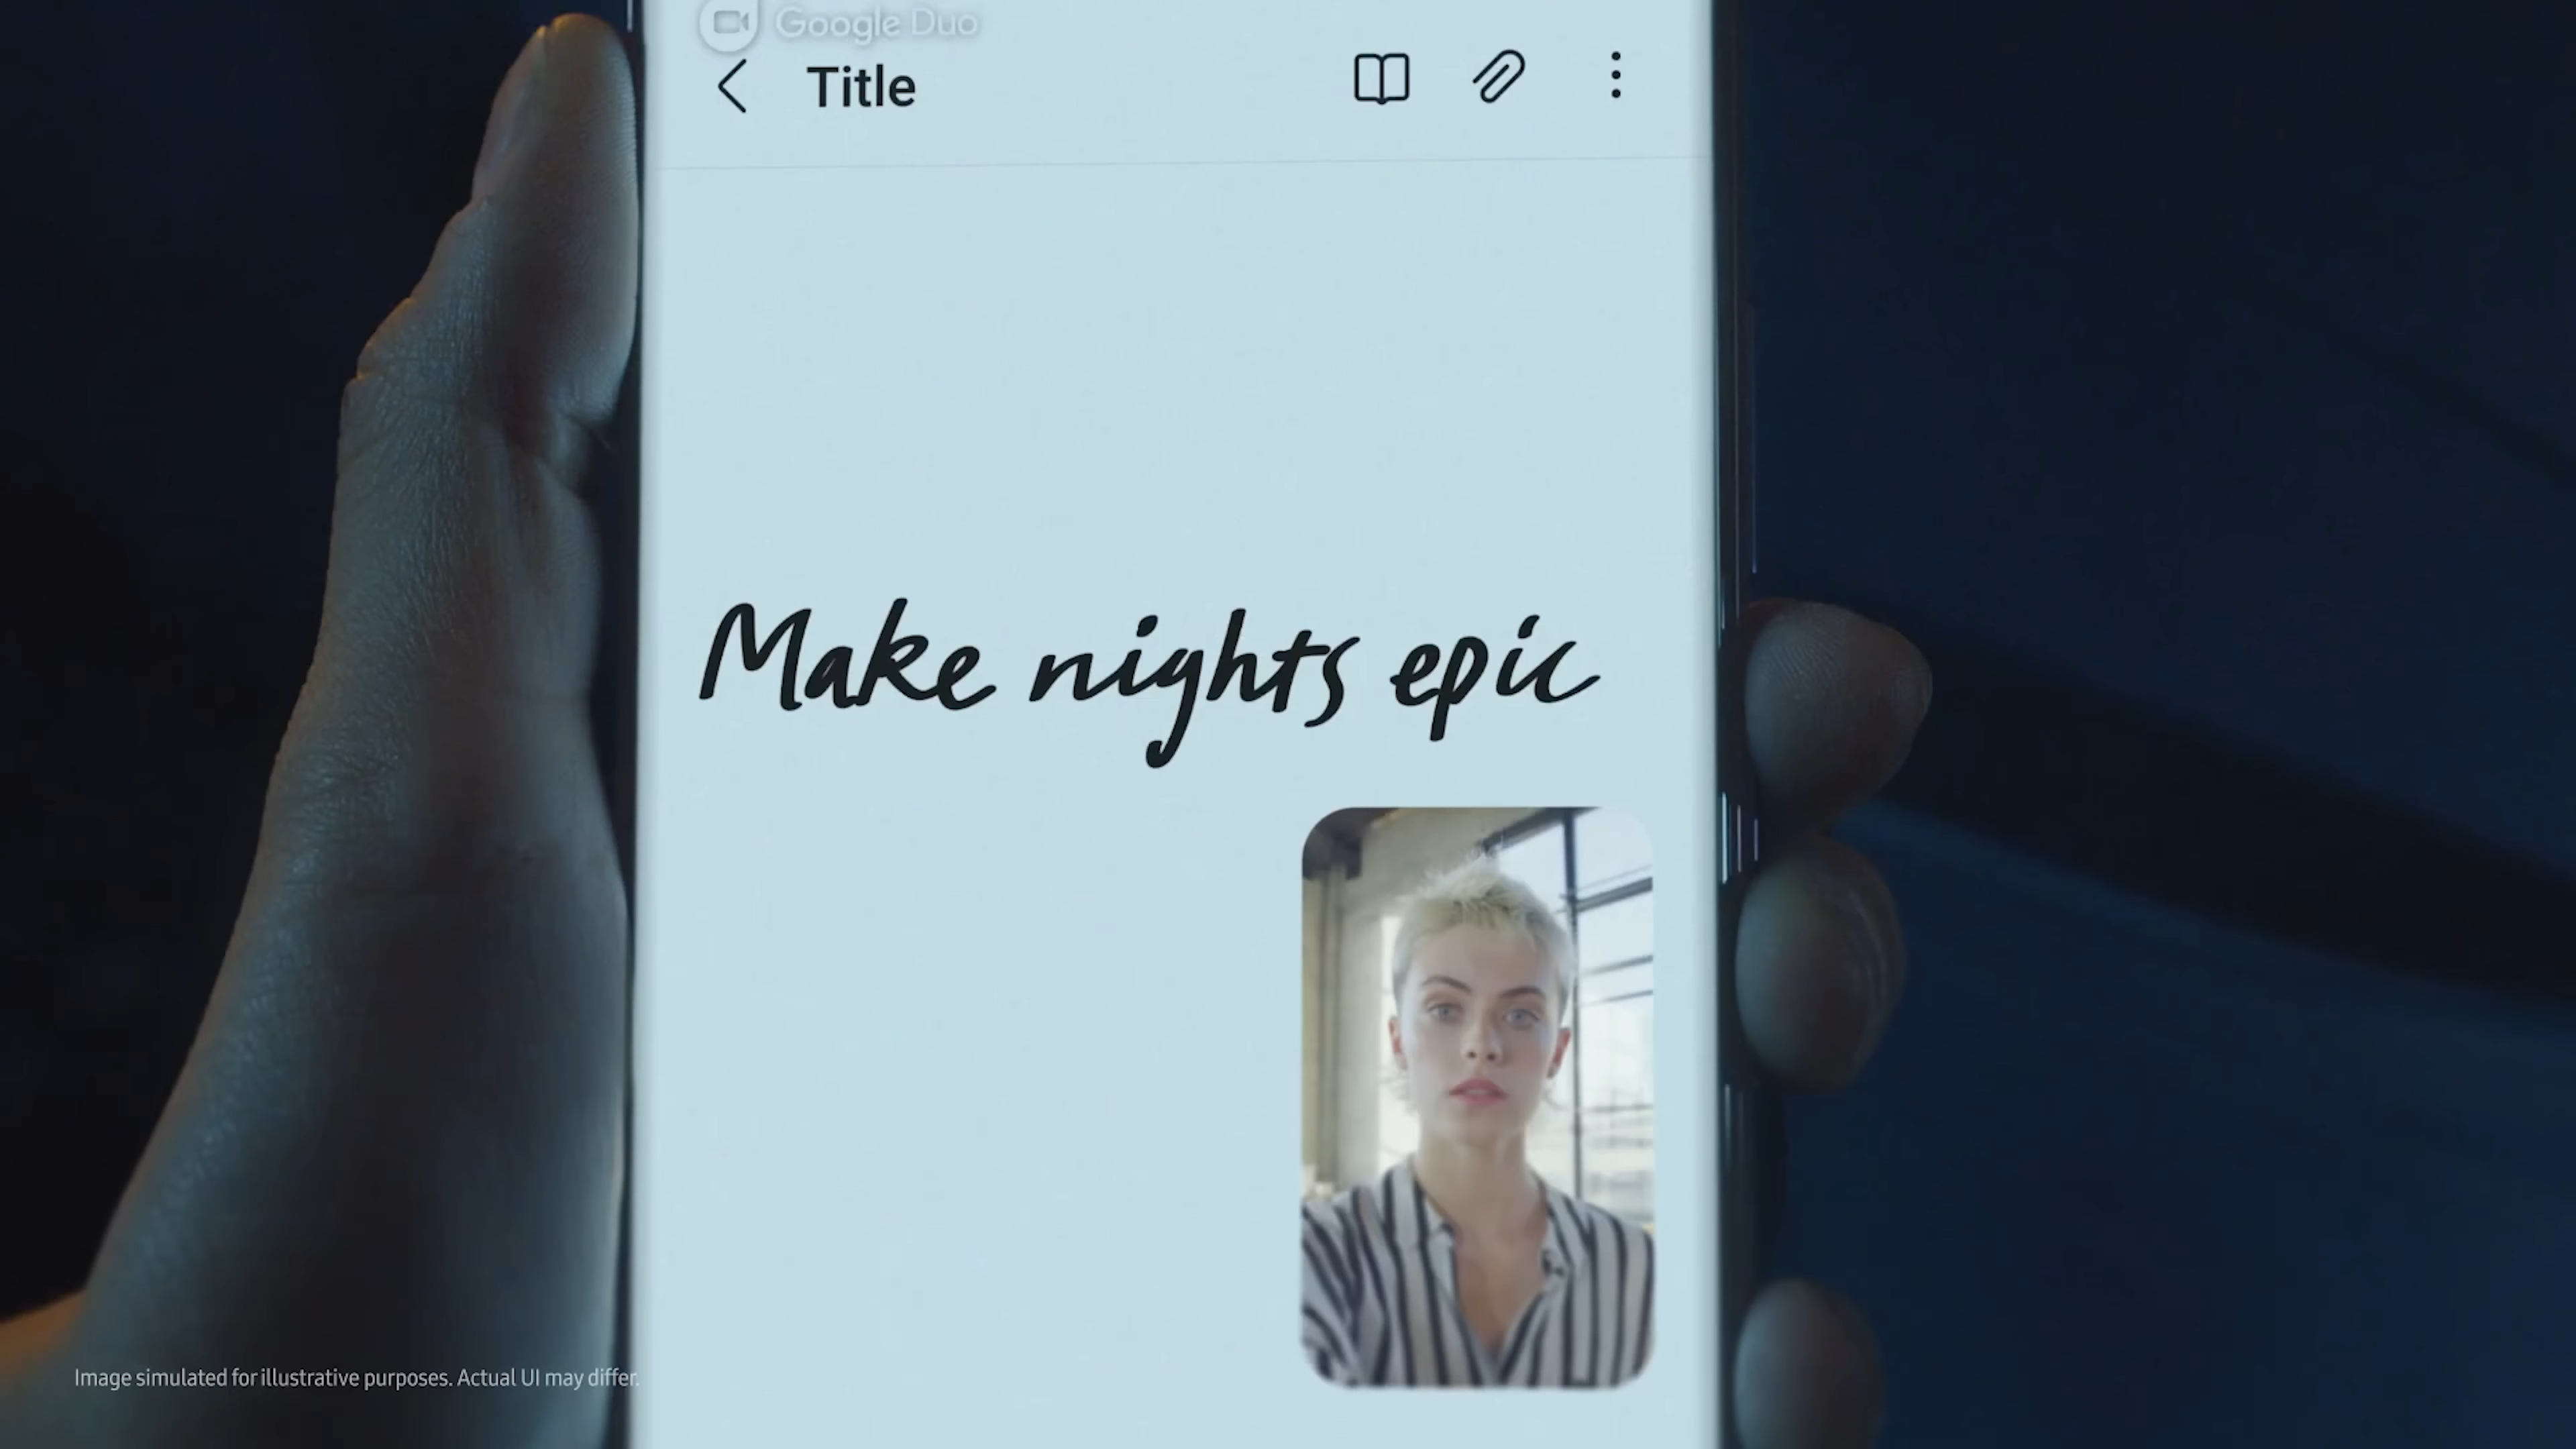 Google Duo
Title
Make nights epic
Image simulated for illustrative purposes. Actual UI may differ.